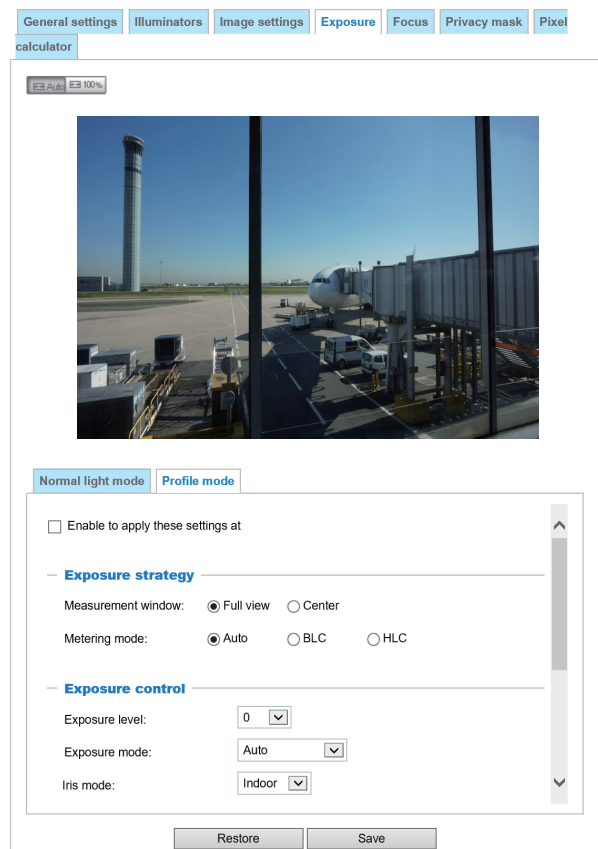 General settings Illuminators Image settings Exposure Focus Privacy mask Pixel
calculator
Auto 100%
Normal light mode Profile mode
Enable to apply these settings at
Exposure strategy
Measurement window: Full view Center
Metering mode: Auto BLC HLC
Exposure control
Exposure level: 0
Exposure mode: Auto
Iris mode: Indoor
Restore Save